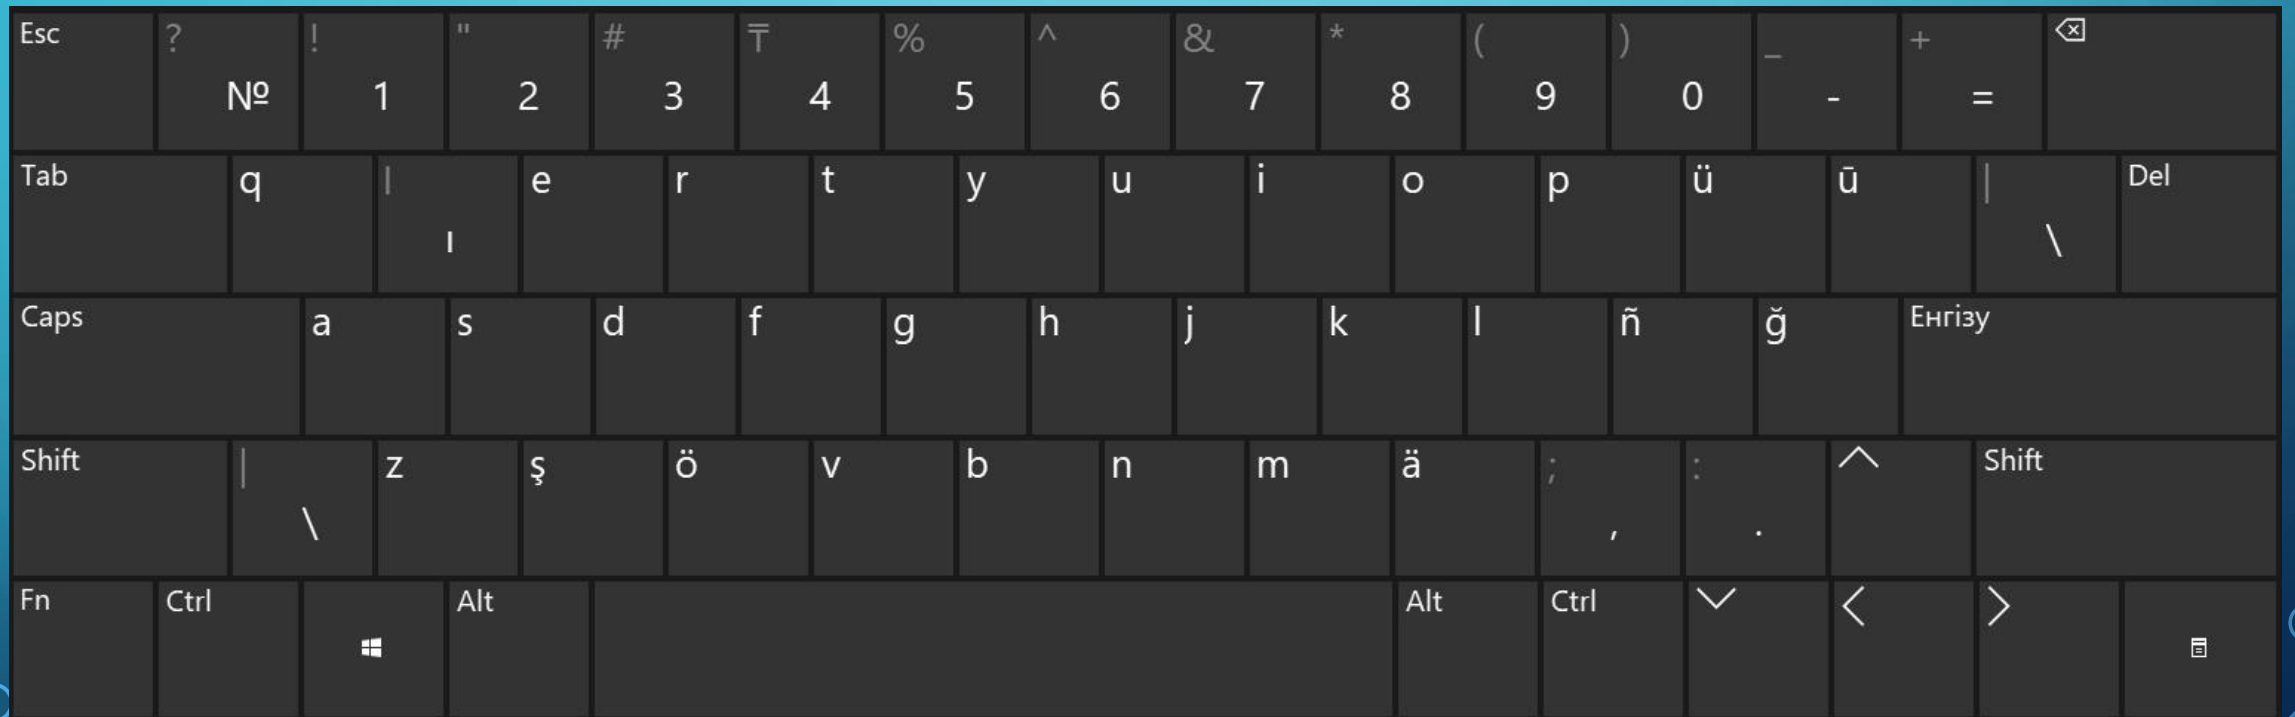 Esc ? № ! 1 " 2 # 3 ₸ 4 % 5 ^ 6 & 7 * 8 ( 9 ) 0 _ - + =
Tab q I ı e r t y u i o p ü ū | \ Del
Caps a s d f g h j k l ñ ğ Енгізу
Shift | \ z ş ö v b n m ä ; , : . Shift
Fn Ctrl Alt Alt Ctrl